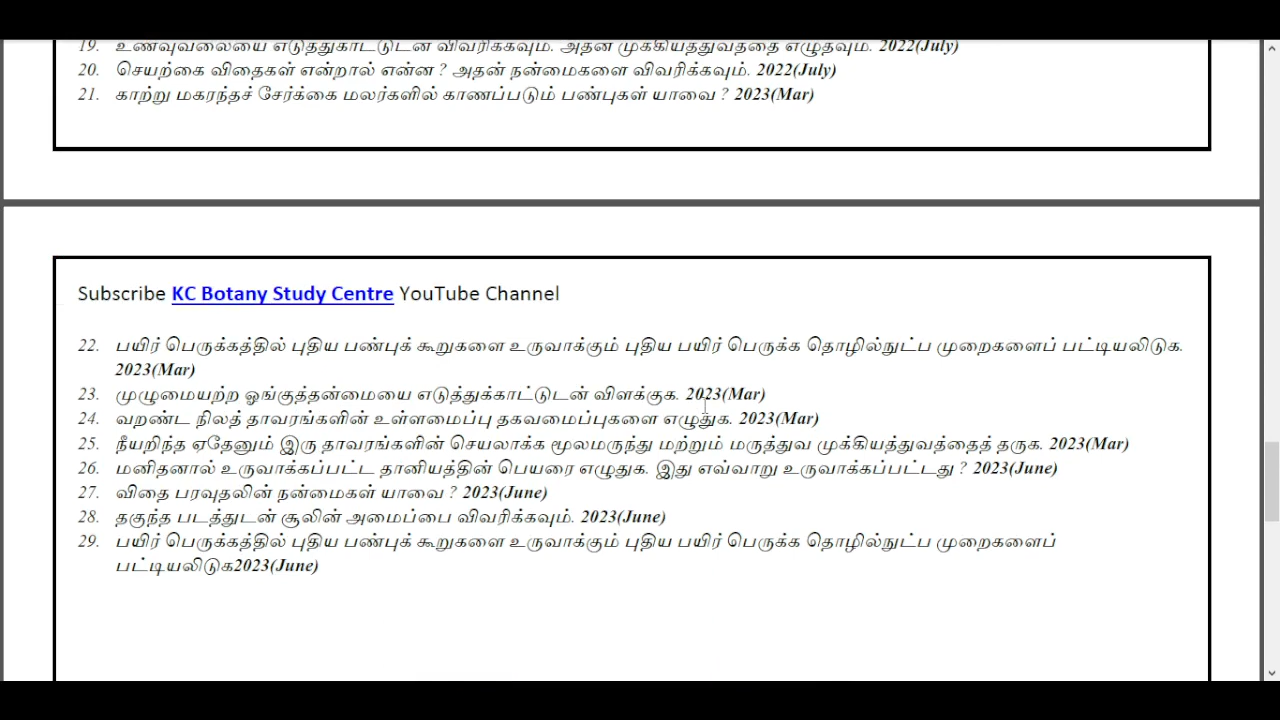 19. உணவுவலையை எடுத்துகாட்டுடன் விவரிக்கவும். அதன் முக்கியத்துவத்தை எழுதவும். 2022(July)
20. செயற்கை விதைகள் என்றால் என்ன ? அதன் நன்மைகளை விவரிக்கவும். 2022(July)
21. காற்று மகரந்தச் சேர்க்கை மலர்களில் காணப்படும் பண்புகள் யாவை ? 2023(Mar)
Subscribe KC Botany Study Centre YouTube Channel
22. பயிர் பெருக்கத்தில் புதிய பண்புக் கூறுகளை உருவாக்கும் புதிய பயிர் பெருக்க தொழில்நுட்ப முறைகளைப் பட்டியலிடுக.
2023(Mar)
23. முழுமையற்ற ஓங்குத்தன்மையை எடுத்துக்காட்டுடன் விளக்குக. 2023(Mar)
24. வறண்ட நிலத் தாவரங்களின் உள்ளமைப்பு தகவமைப்புகளை எழுதுக. 2023(Mar)
25. நீயறிந்த ஏதேனும் இரு தாவரங்களின் செயலாக்க மூலமருந்து மற்றும் மருத்துவ முக்கியத்துவத்தைத் தருக. 2023(Mar)
26. மனிதனால் உருவாக்கப்பட்ட தானியத்தின் பெயரை எழுதுக. இது எவ்வாறு உருவாக்கப்பட்டது ? 2023(June)
27. விதை பரவுதலின் நன்மைகள் யாவை ? 2023(June)
28. தகுந்த படத்துடன் சூலின் அமைப்பை விவரிக்கவும். 2023(June)
29. பயிர் பெருக்கத்தில் புதிய பண்புக் கூறுகளை உருவாக்கும் புதிய பயிர் பெருக்க தொழில்நுட்ப முறைகளைப்
பட்டியலிடுக2023(June)